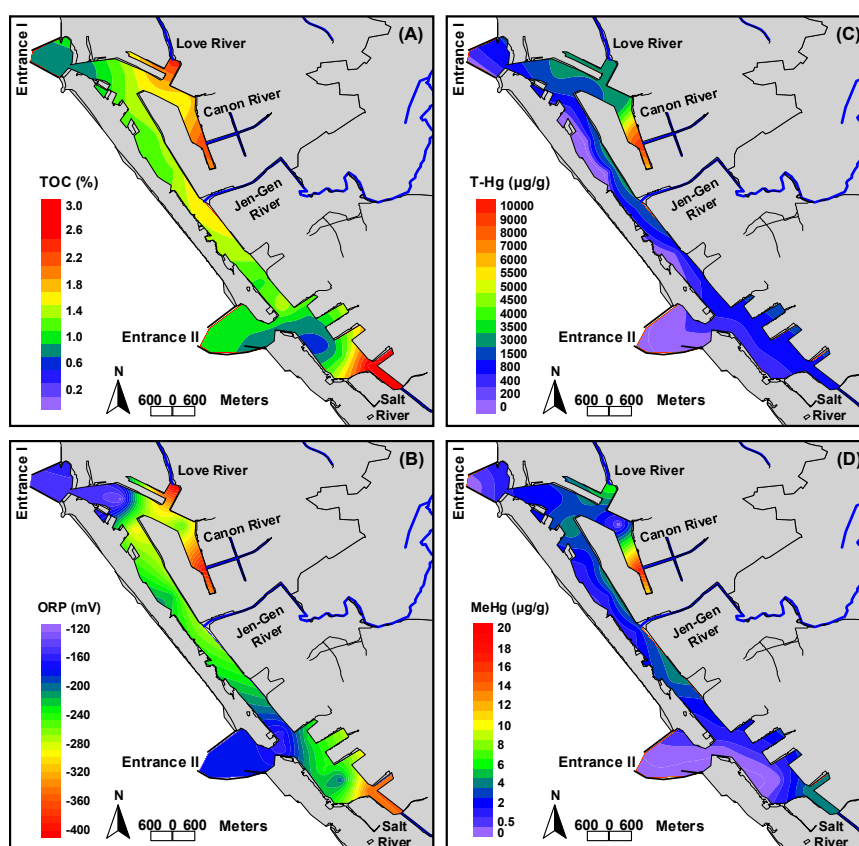 (A)
Entrance I
Love River
Canon River
Jen-Gen
River
TOC (%)
3.0
2.6
2.2
1.8
1.4
1.0
0.6
0.2
Entrance II
N
600 0 600 Meters
Salt
River
(C)
Entrance I
Love River
Canon River
Jen-Gen
River
T-Hg (µg/g)
10000
9000
8000
7000
6000
5500
5000
4500
4000
3500
3000
1500
800
400
200
0
Entrance II
N
600 0 600 Meters
Salt
River
(B)
Entrance I
Love River
Canon River
Jen-Gen
River
ORP (mV)
-120
-160
-200
-240
-280
-320
-360
-400
Entrance II
N
600 0 600 Meters
Salt
River
(D)
Entrance I
Love River
Canon River
Jen-Gen
River
MeHg (µg/g)
20
18
16
14
12
10
8
6
4
2
0.5
0
Entrance II
N
600 0 600 Meters
Salt
River